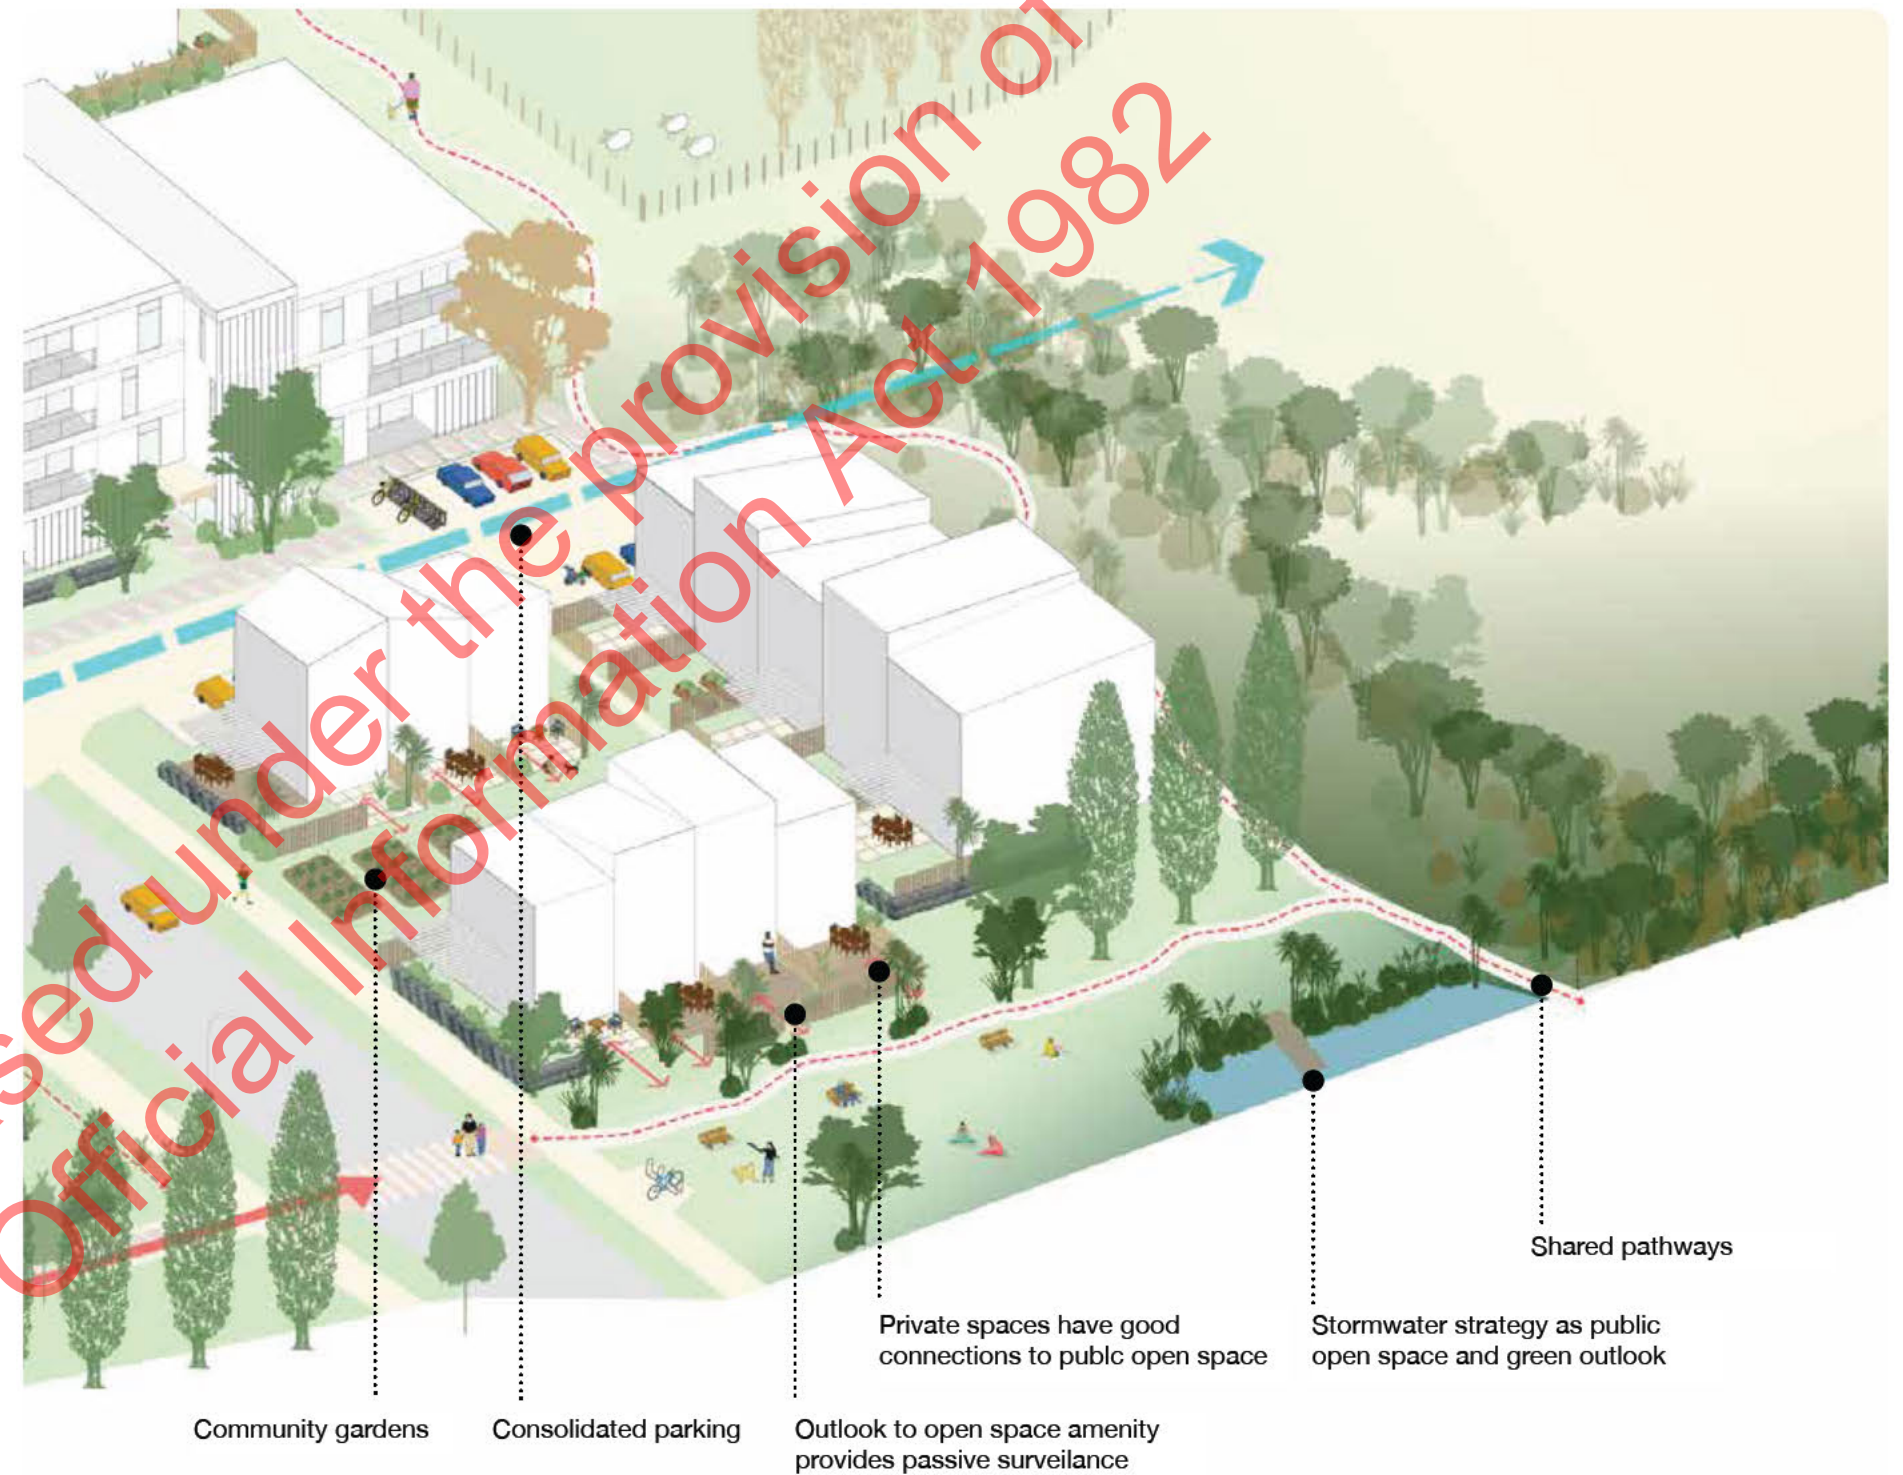 sed under the provision of
Official Information Act 1982
Shared pathways
Private spaces have good
connections to publc open space
Stormwater strategy as public
open space and green outlook
Community gardens
Consolidated parking
Outlook to open space amenity
provides passive surveilance